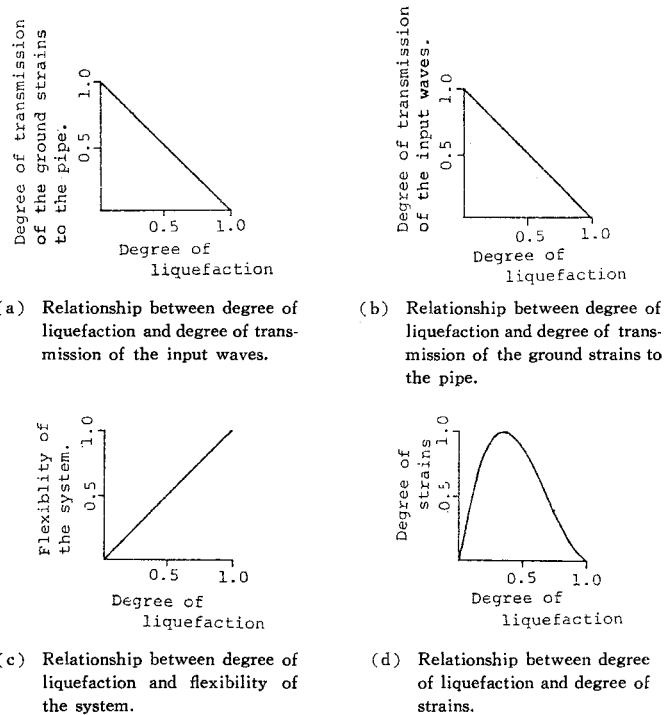 Degree of transmission
of the ground strains
to the pipe.
1.0
0.5
0.5 1.0
Degree of
liquefaction
(a) Relationship between degree of
liquefaction and degree of trans-
mission of the input waves.
Degree of transmission
of the input waves.
1.0
0.5
0.5 1.0
Degree of
liquefaction
(b) Relationship between degree of
liquefaction and degree of trans-
mission of the ground strains to
the pipe.
Flexiblity of
the system.
1.0
0.5
0.5 1.0
Degree of
liquefaction
(c) Relationship between degree of
liquefaction and flexibility of
the system.
Degree of
strains
1.0
0.5
0.5 1.0
Degree of
liquefaction
(d) Relationship between degree
of liquefaction and degree of
strains.